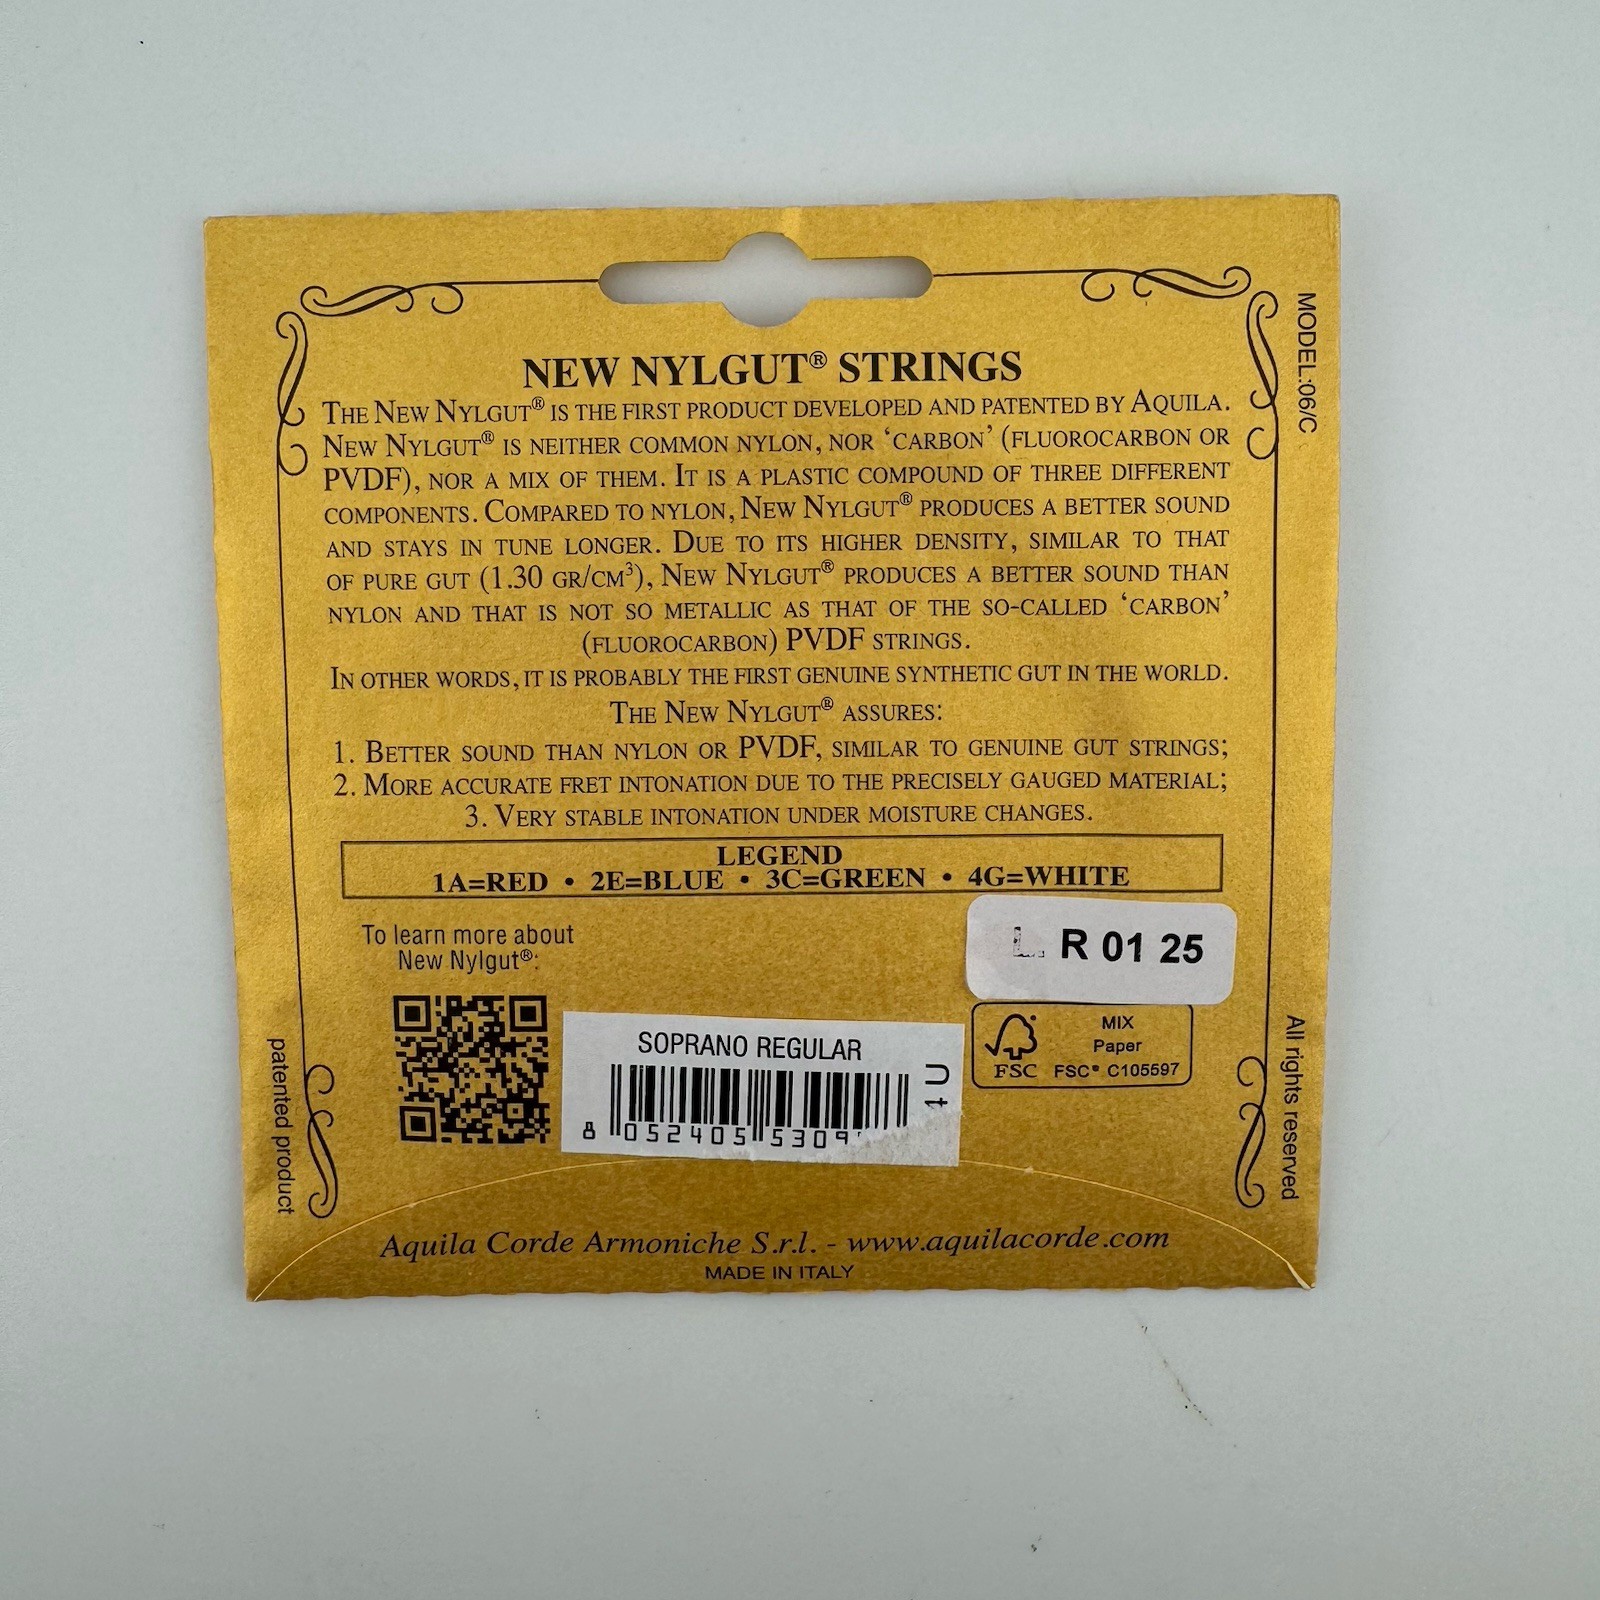 NEW NYLGUT® STRINGS
THE NEW NYLGUT® IS THE FIRST PRODUCT DEVELOPED AND PATENTED BY AQUILA.
NEW NYLGUT® IS NEITHER COMMON NYLON, NOR ‘CARBON’ (FLUOROCARBON OR
PVDF), NOR A MIX OF THEM. IT IS A PLASTIC COMPOUND OF THREE DIFFERENT
COMPONENTS. COMPARED TO NYLON, NEW NYLGUT® PRODUCES A BETTER SOUND
AND STAYS IN TUNE LONGER. DUE TO ITS HIGHER DENSITY, SIMILAR TO THAT
OF PURE GUT (1.30 GR/CM³), NEW NYLGUT® PRODUCES A BETTER SOUND THAN
NYLON AND THAT IS NOT SO METALLIC AS THAT OF THE SO-CALLED ‘CARBON’
(FLUOROCARBON) PVDF STRINGS.
IN OTHER WORDS, IT IS PROBABLY THE FIRST GENUINE SYNTHETIC GUT IN THE WORLD.
THE NEW NYLGUT® ASSURES:
1. BETTER SOUND THAN NYLON OR PVDF, SIMILAR TO GENUINE GUT STRINGS;
2. MORE ACCURATE FRET INTONATION DUE TO THE PRECISELY GAUGED MATERIAL;
3. VERY STABLE INTONATION UNDER MOISTURE CHANGES.
LEGEND
1A=RED • 2E=BLUE • 3C=GREEN • 4G=WHITE
To learn more about
New Nylgut®:
L. R 01 25
SOPRANO REGULAR
8 052405 5309
4 U
MIX
Paper
FSC FSC® C105597
Aquila Corde Armoniche S.r.l. - www.aquilacorde.com
MADE IN ITALY
MODEL:06/C
All rights reserved
patented product